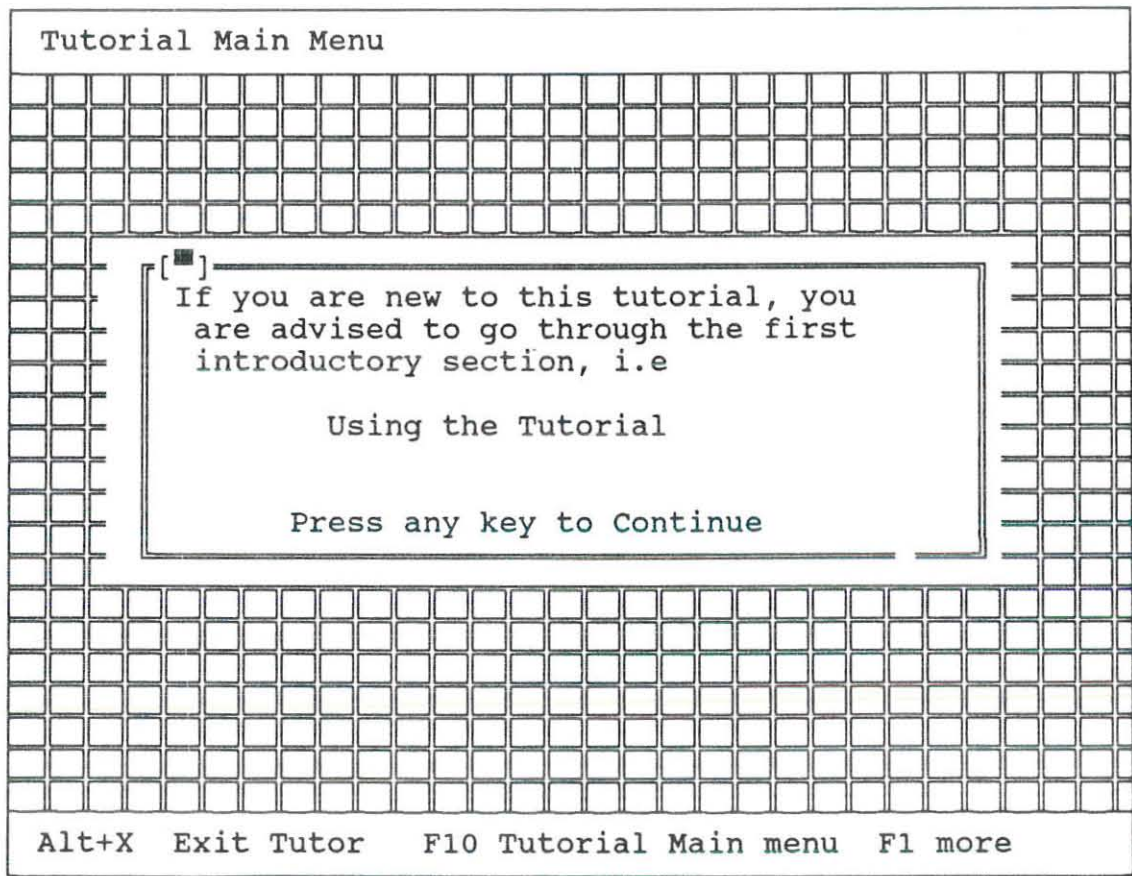 Tutorial Main Menu
[■]
If you are new to this tutorial, you
are advised to go through the first
introductory section, i.e
Using the Tutorial
Press any key to Continue
Alt+X Exit Tutor F10 Tutorial Main menu F1 more